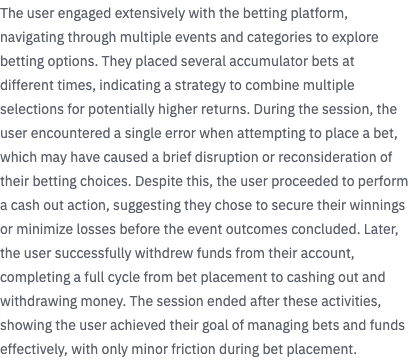 The user engaged extensively with the betting platform,
navigating through multiple events and categories to explore
betting options. They placed several accumulator bets at
different times, indicating a strategy to combine multiple
selections for potentially higher returns. During the session, the
user encountered a single error when attempting to place a bet,
which may have caused a brief disruption or reconsideration of
their betting choices. Despite this, the user proceeded to perform
a cash out action, suggesting they chose to secure their winnings
or minimize losses before the event outcomes concluded. Later,
the user successfully withdrew funds from their account,
completing a full cycle from bet placement to cashing out and
withdrawing money. The session ended after these activities,
showing the user achieved their goal of managing bets and funds
effectively, with only minor friction during bet placement.